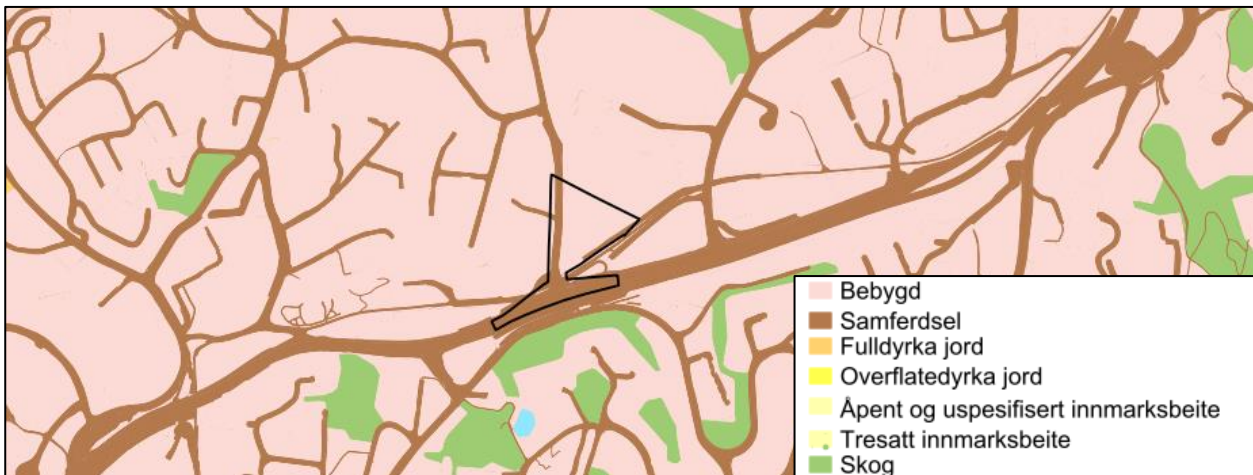 Bebygd
Samferdsel
Fulldyrka jord
Overflatedyrka jord
Åpent og uspesifisert innmarksbeite
Tresatt innmarksbeite
Skog